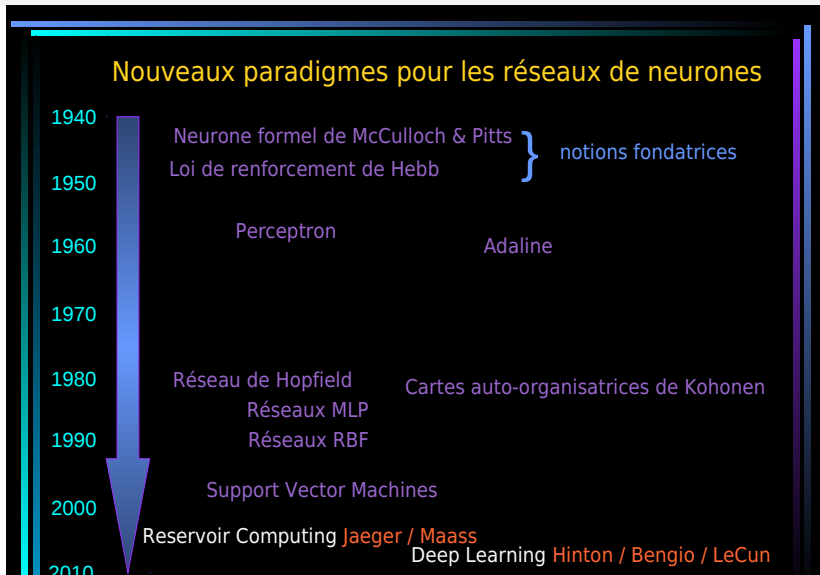 Nouveaux paradigmes pour les réseaux de neurones
1940
Neurone formel de McCulloch & Pitts
} notions fondatrices
Loi de renforcement de Hebb
1950
Perceptron
1960
Adaline
1970
1980
Réseau de Hopfield
Cartes auto-organisatrices de Kohonen
Réseaux MLP
1990
Réseaux RBF
Support Vector Machines
2000
Reservoir Computing Jaeger / Maass
Deep Learning Hinton / Bengio / LeCun
2010